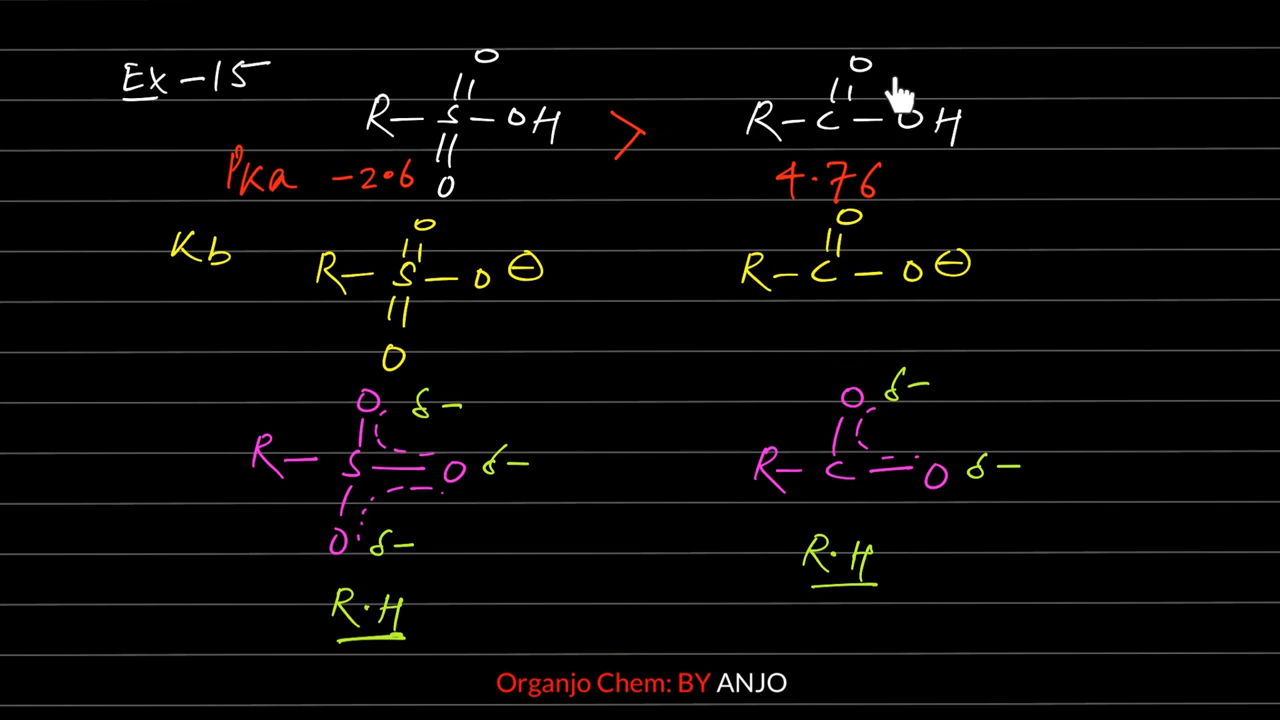 Ex-15
O O
R-S-OH > R-C-OH
O
PKa -2.6 4.76
Kb
O O
R-S-O⊖ R-C-O⊖
O
O δ- O δ-
R-S-O δ- R-C-O δ-
O δ-
R.H R.H
Organjo Chem: BY ANJO